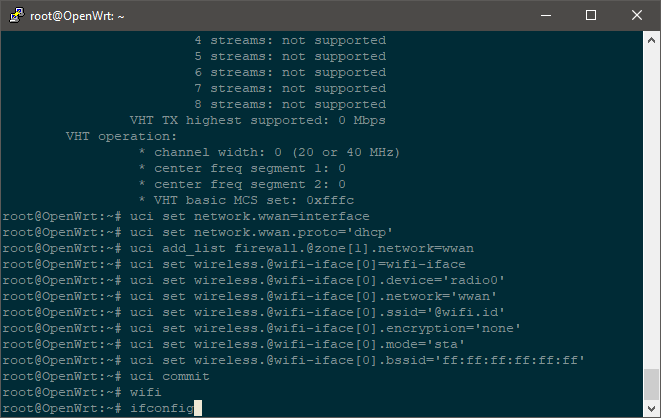 root@OpenWrt: ~
4 streams: not supported
5 streams: not supported
6 streams: not supported
7 streams: not supported
8 streams: not supported
VHT TX highest supported: 0 Mbps
VHT operation:
* channel width: 0 (20 or 40 MHz)
* center freq segment 1: 0
* center freq segment 2: 0
* VHT basic MCS set: 0xfffc
root@OpenWrt:~# uci set network.wwan=interface
root@OpenWrt:~# uci set network.wwan.proto='dhcp'
root@OpenWrt:~# uci add_list firewall.@zone[1].network=wwan
root@OpenWrt:~# uci set wireless.@wifi-iface[0]=wifi-iface
root@OpenWrt:~# uci set wireless.@wifi-iface[0].device='radio0'
root@OpenWrt:~# uci set wireless.@wifi-iface[0].network='wwan'
root@OpenWrt:~# uci set wireless.@wifi-iface[0].ssid='@wifi.id'
root@OpenWrt:~# uci set wireless.@wifi-iface[0].encryption='none'
root@OpenWrt:~# uci set wireless.@wifi-iface[0].mode='sta'
root@OpenWrt:~# uci set wireless.@wifi-iface[0].bssid='ff:ff:ff:ff:ff:ff'
root@OpenWrt:~# uci commit
root@OpenWrt:~# wifi
root@OpenWrt:~# ifconfig